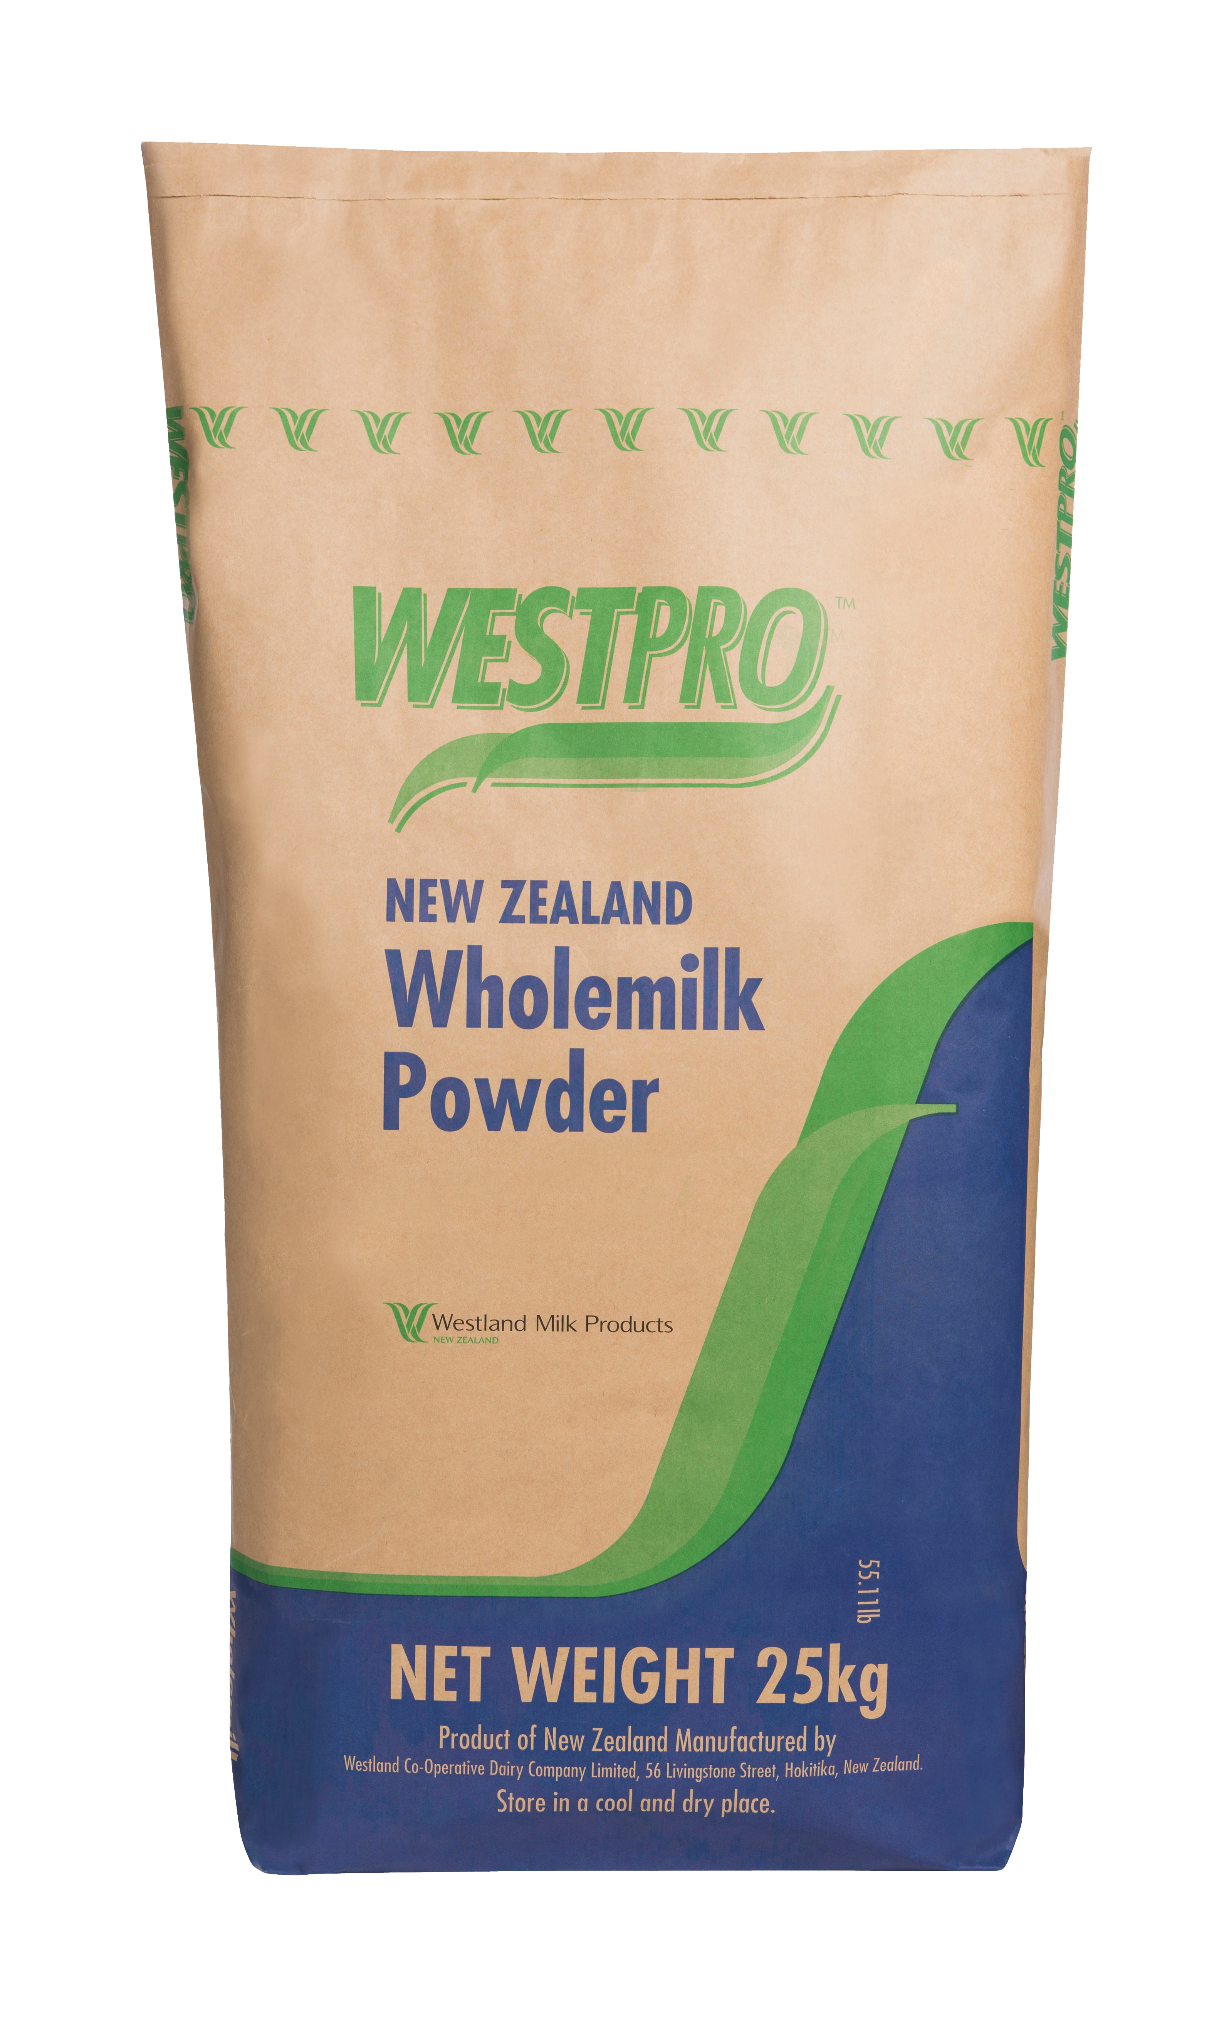 WESTPRO™
NEW ZEALAND
Wholemilk
Powder
Westland Milk Products
NEW ZEALAND
55.11lb
NET WEIGHT 25kg
Product of New Zealand Manufactured by
Westland Co-Operative Dairy Company Limited, 56 Livingstone Street, Hokitika, New Zealand.
Store in a cool and dry place.
WESTPRO
WESTPRO